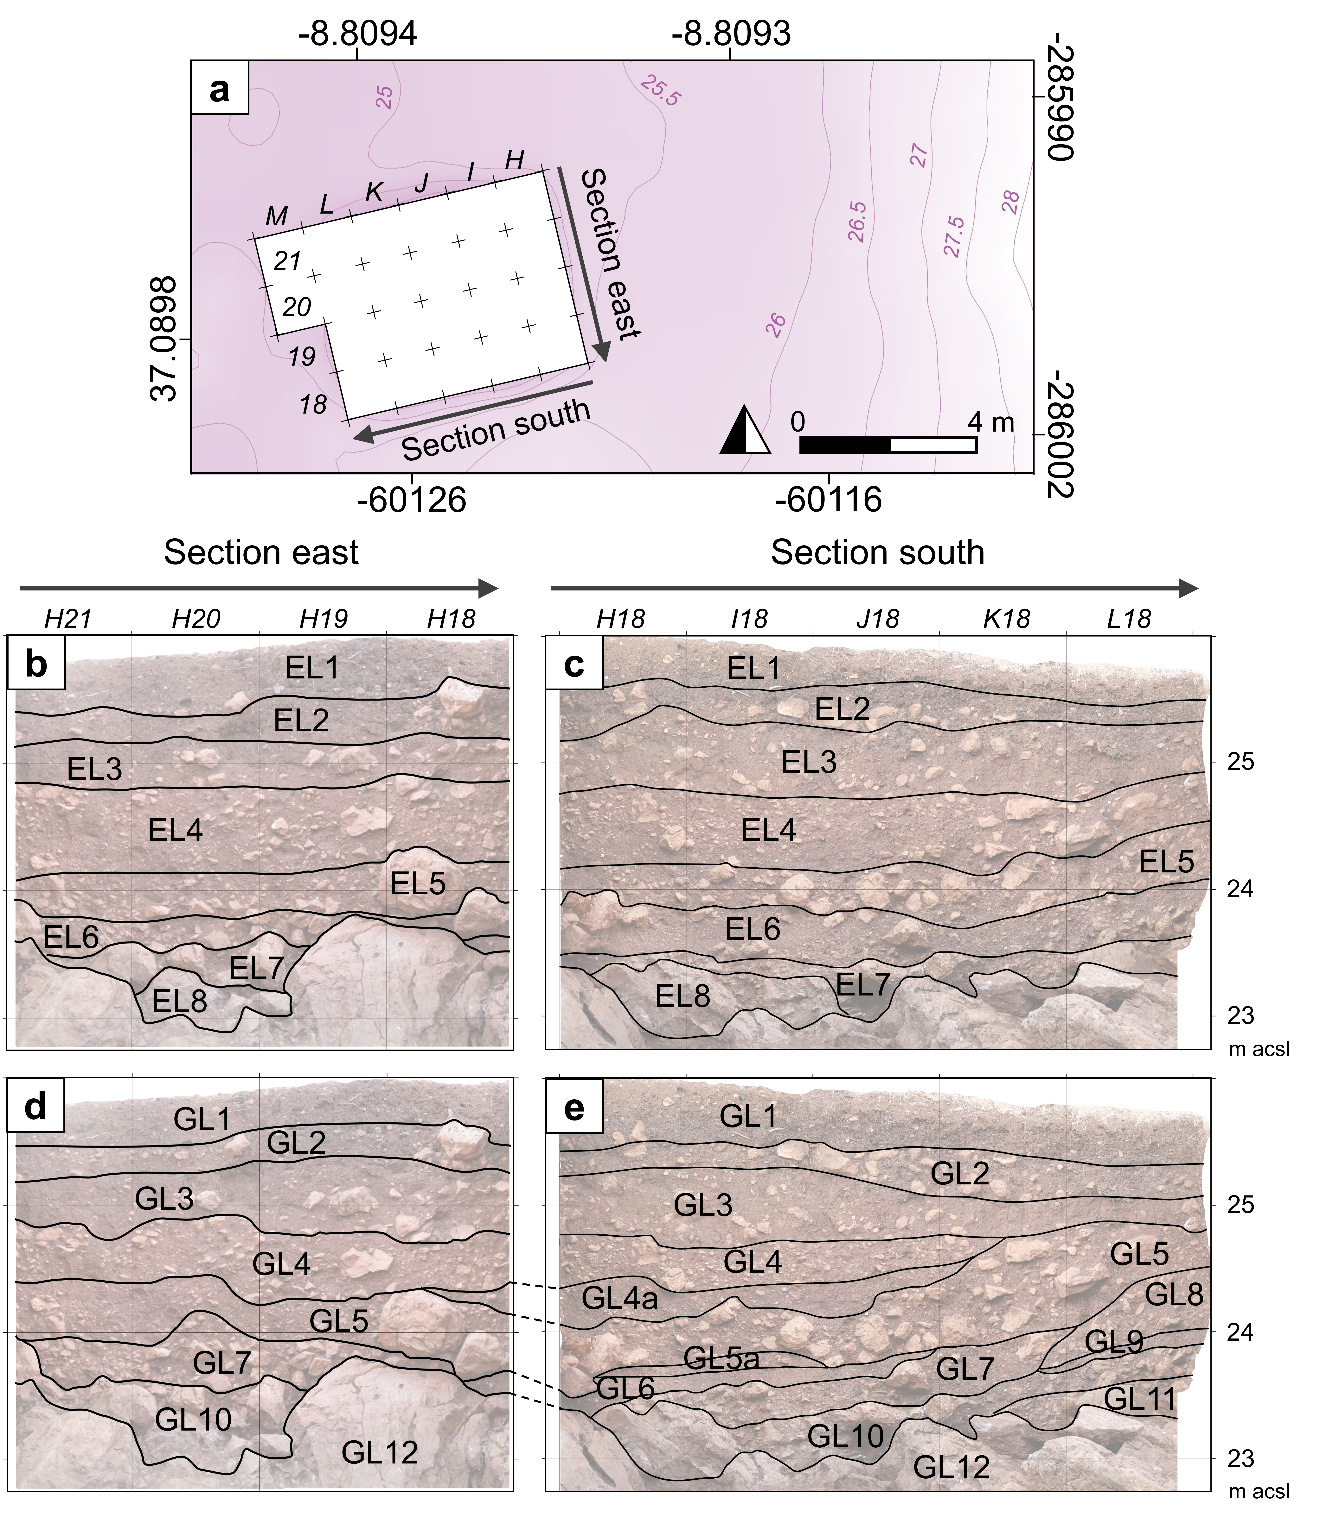 -8.8094 -8.8093
a
25
25.5
-285990
H
I
J
K
L
M
27
28
26.5
27.5
Section east
21
20
19
18
26
37.0898
Section south
0 4 m
-286002
-60126 -60116
Section east Section south
H21 H20 H19 H18 H18 I18 J18 K18 L18
b
EL1
EL2
EL3
EL4
EL5
EL6
EL7
EL8
c
EL1
EL2
EL3
EL4
EL5
EL6
EL7
EL8
25
24
23
m acsl
d
GL1
GL2
GL3
GL4
GL5
GL7
GL10
GL12
e
GL1
GL2
GL3
GL4
GL5
GL4a
GL8
GL9
GL5a
GL7
GL6
GL11
GL10
GL12
25
24
23
m acsl